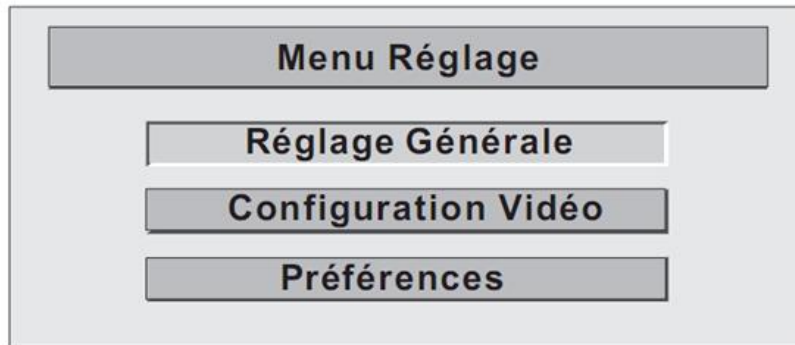 Menu Réglage
Réglage Générale
Configuration Vidéo
Préférences